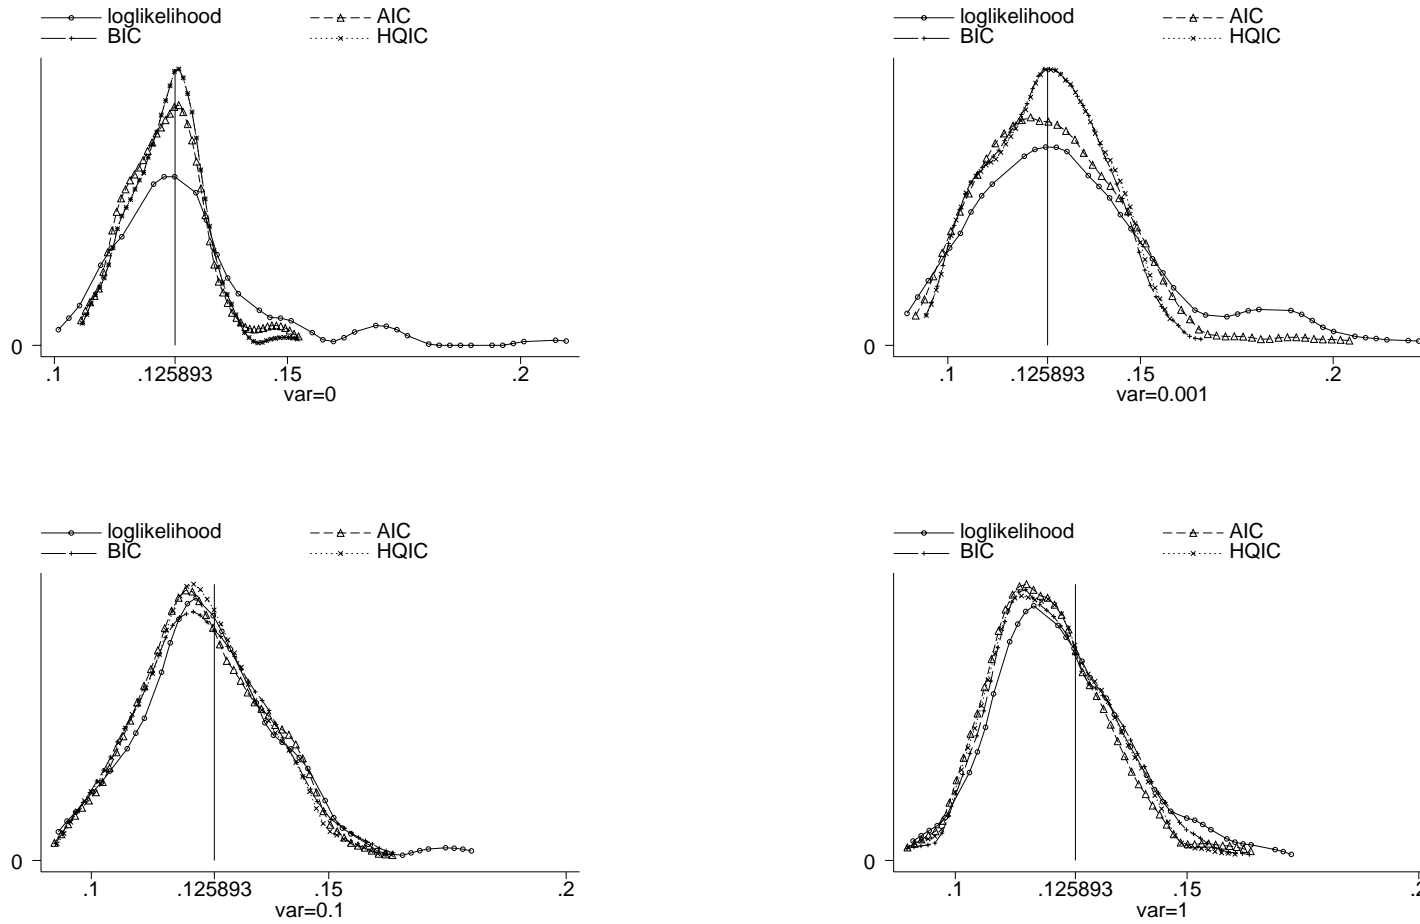 loglikelihood AIC
BIC HQIC
0
.1 .125893 .15 .2
var=0
loglikelihood AIC
BIC HQIC
0
.1 .125893 .15 .2
var=0.001
loglikelihood AIC
BIC HQIC
0
.1 .125893 .15 .2
var=0.1
loglikelihood AIC
BIC HQIC
0
.1 .125893 .15 .2
var=1